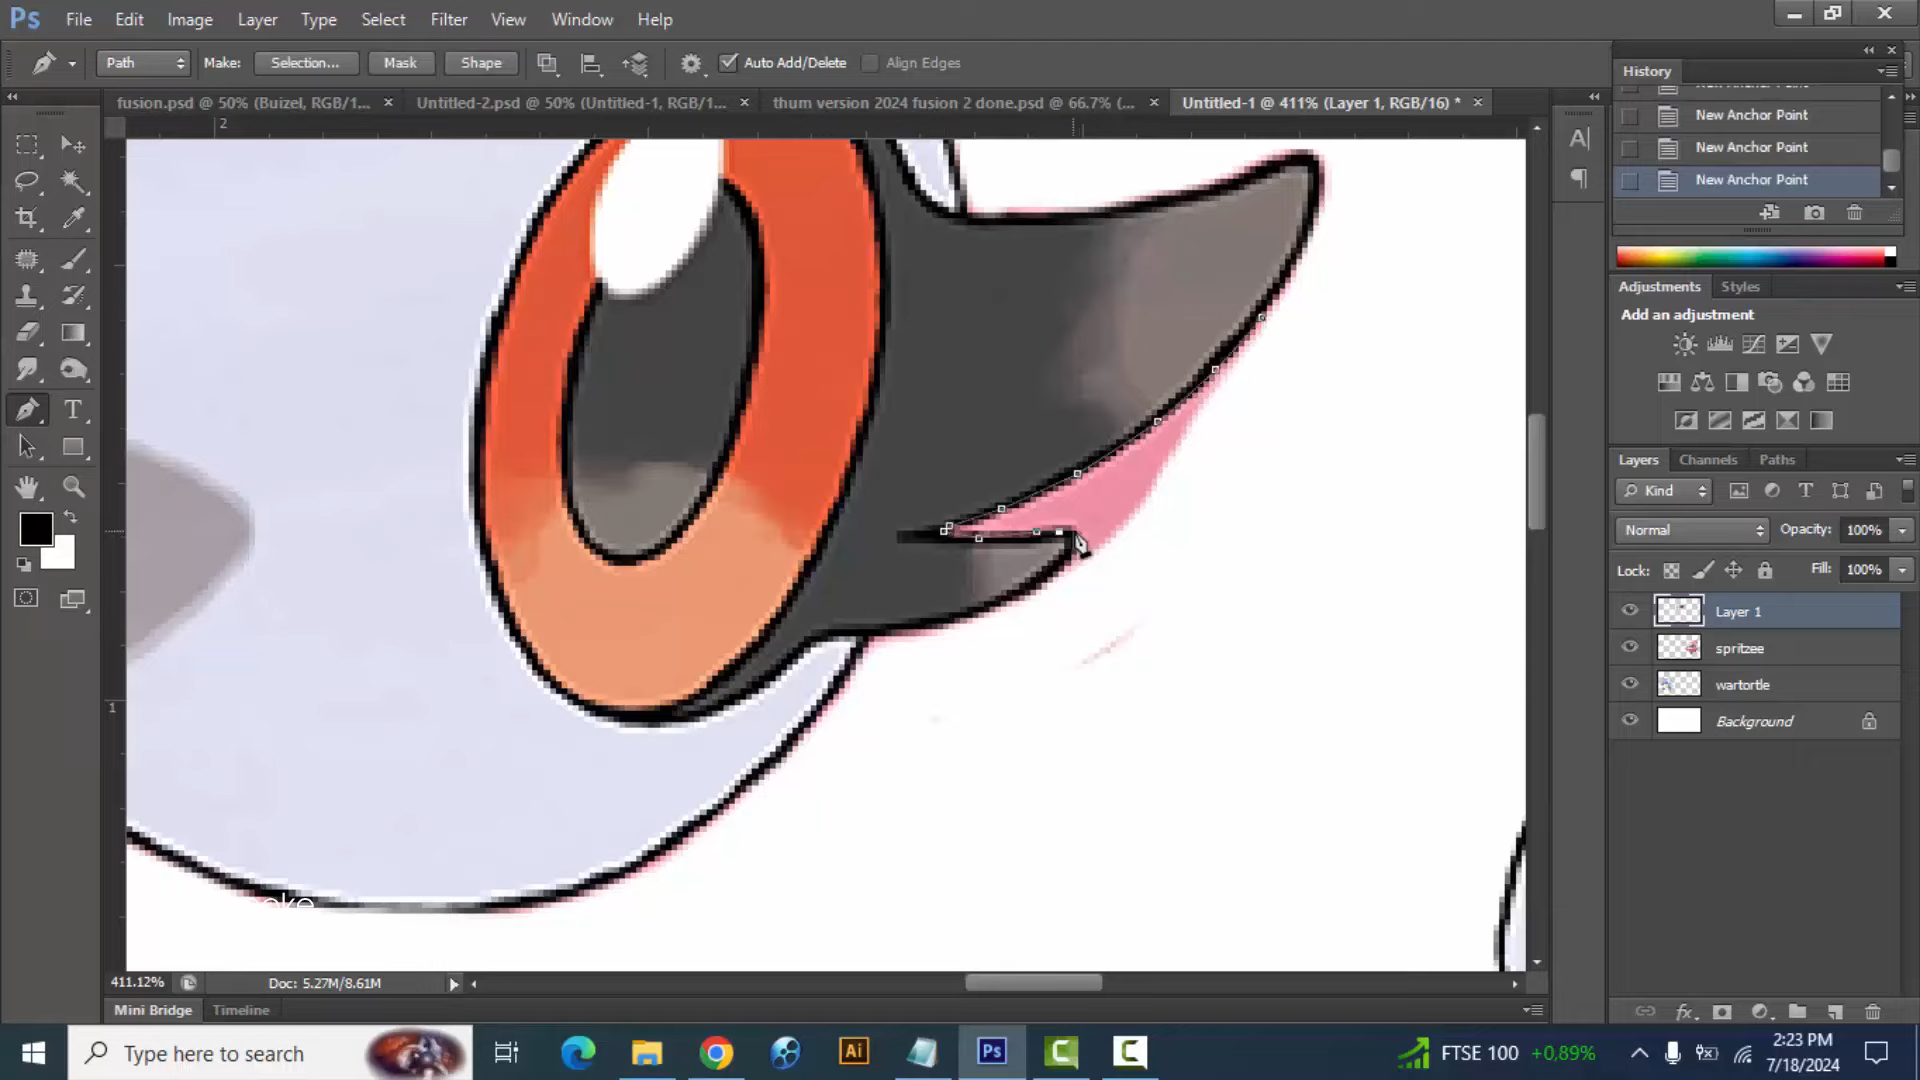 Ps File Edit Image Layer Type Select Filter View Window Help
Path Make: Selection... Mask Shape Auto Add/Delete Align Edges
fusion.psd @ 50% (Buizel, RGB/1... × Untitled-2.psd @ 50% (Untitled-1, RGB/1... × thum version 2024 fusion 2 done.psd @ 66.7% (... × Untitled-1 @ 411% (Layer 1, RGB/16) * ×
2
1
History
New Anchor Point
New Anchor Point
New Anchor Point
Adjustments Styles
Add an adjustment
Layers Channels Paths
Kind
Normal Opacity: 100%
Lock: Fill: 100%
Layer 1
spritzee
wartortle
Background
411.12% Doc: 5.27M/8.61M
Mini Bridge Timeline
Type here to search
Ai
Ps
FTSE 100 +0,89%
2:23 PM
7/18/2024